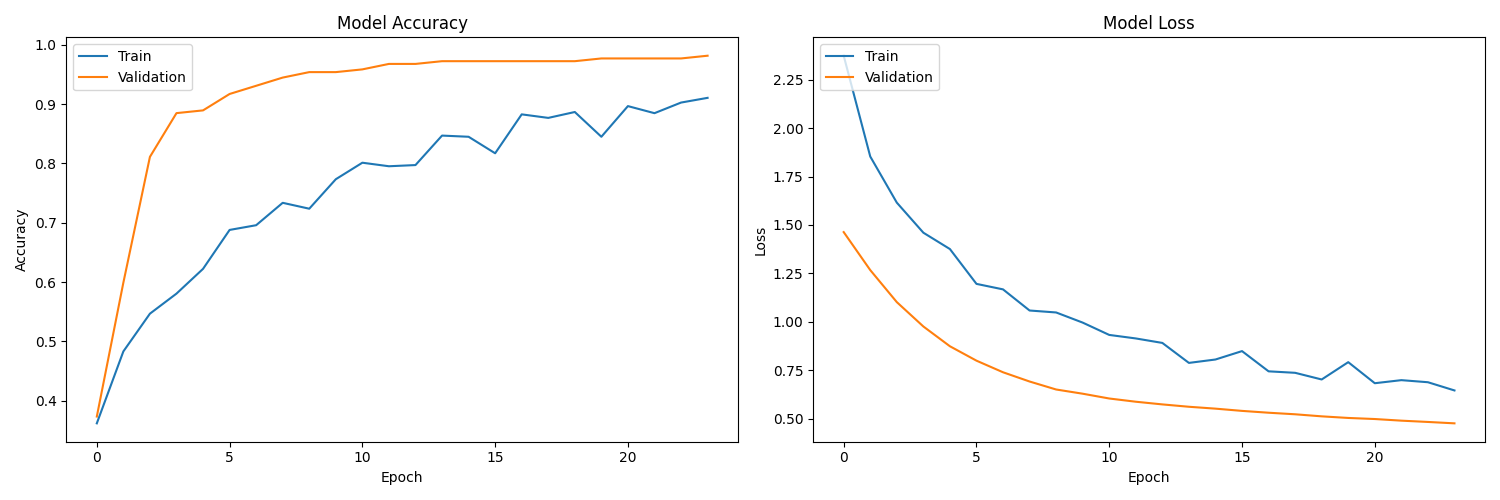 Model Accuracy
Train
Validation
1.0
0.9
0.8
0.7
0.6
0.5
0.4
Accuracy
0 5 10 15 20
Epoch
Model Loss
Train
Validation
2.25
2.00
1.75
1.50
1.25
1.00
0.75
0.50
Loss
0 5 10 15 20
Epoch